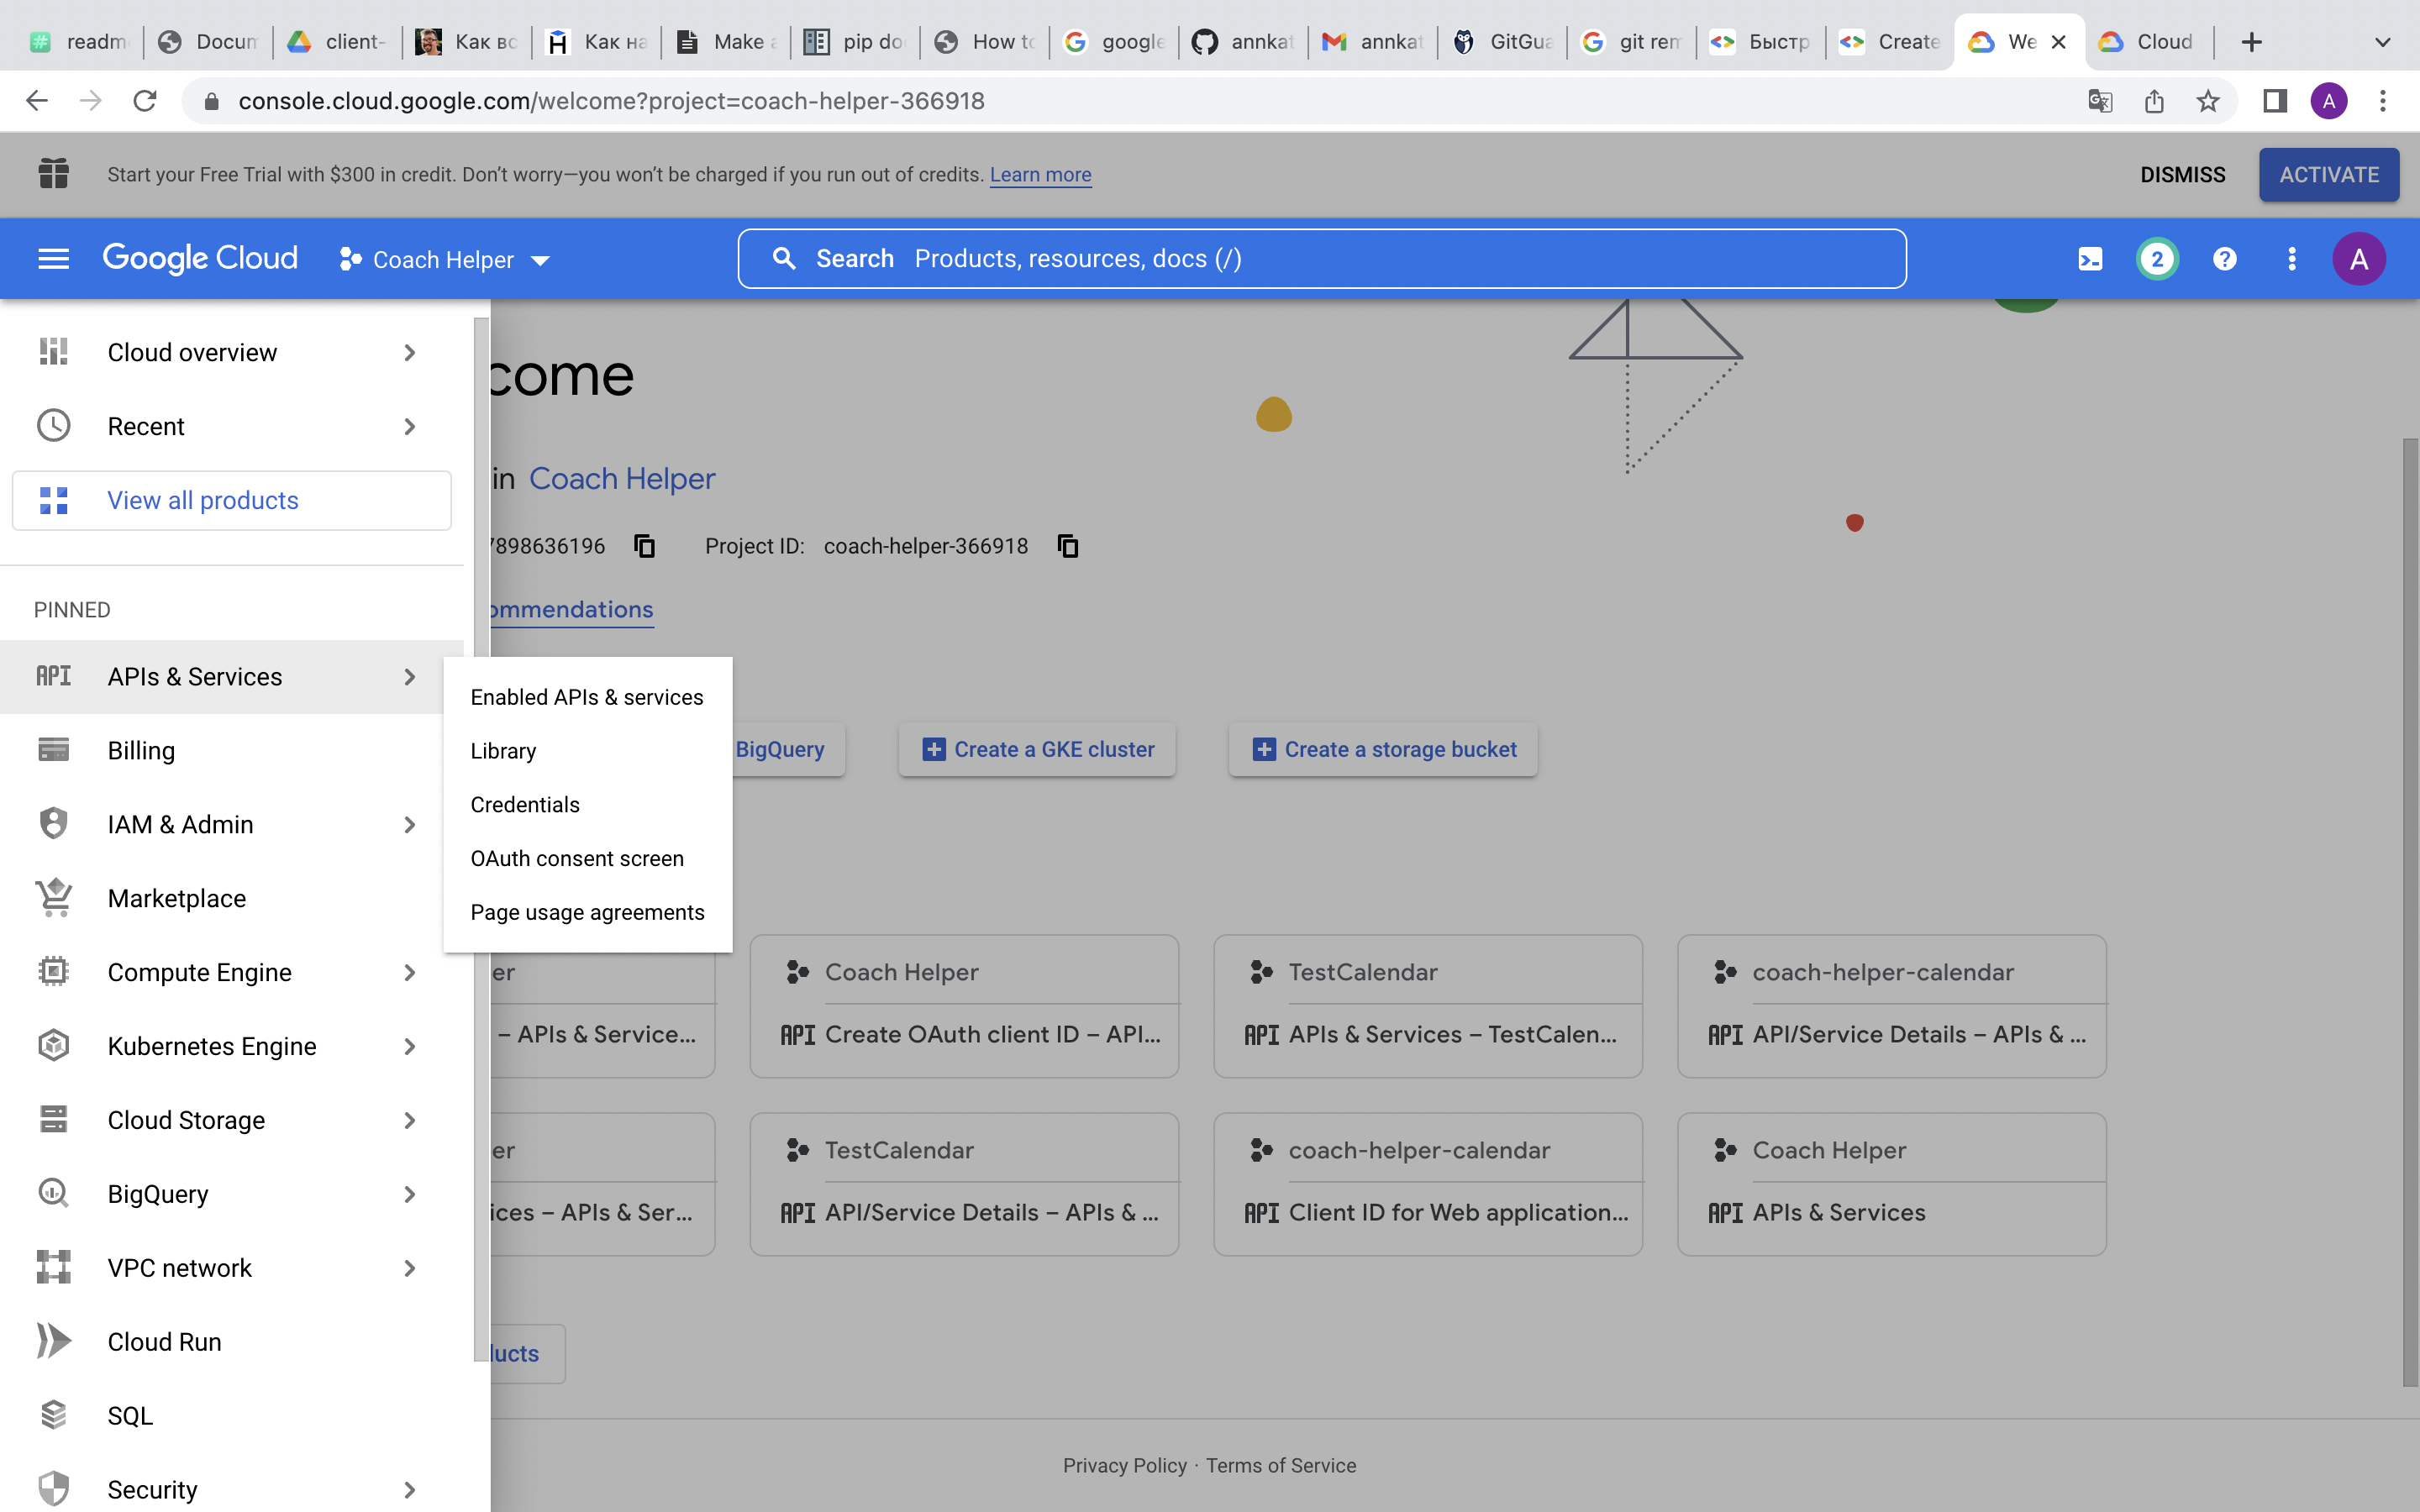 readm
Docum
client-
Как вс
Как на
Make a
pip do
How to
google
annkat
annkat
GitGua
git rem
Быстр
Create
We
Cloud
console.cloud.google.com/welcome?project=coach-helper-366918
A
Start your Free Trial with $300 in credit. Don’t worry—you won’t be charged if you run out of credits. Learn more
DISMISS
ACTIVATE
Google Cloud
Coach Helper
Search Products, resources, docs (/)
2
A
Cloud overview
Recent
View all products
PINNED
API APIs & Services
Billing
IAM & Admin
Marketplace
Compute Engine
Kubernetes Engine
Cloud Storage
BigQuery
VPC network
Cloud Run
SQL
Security
Enabled APIs & services
Library
Credentials
OAuth consent screen
Page usage agreements
come
in Coach Helper
7898636196
Project ID: coach-helper-366918
ommendations
BigQuery
Create a GKE cluster
Create a storage bucket
er
– APIs & Service...
Coach Helper
API Create OAuth client ID – API...
TestCalendar
API APIs & Services – TestCalen...
coach-helper-calendar
API API/Service Details – APIs & ...
er
ices – APIs & Ser...
TestCalendar
API API/Service Details – APIs & ...
coach-helper-calendar
API Client ID for Web application...
Coach Helper
API APIs & Services
ducts
Privacy Policy · Terms of Service